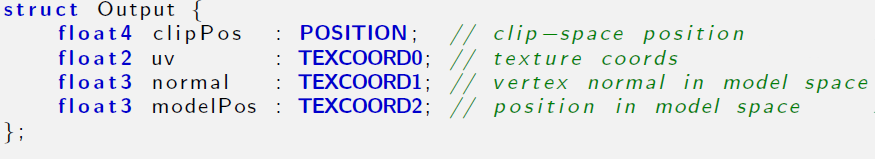 struct Output {
float4 clipPos : POSITION; // clip-space position
float2 uv : TEXCOORD0; // texture coords
float3 normal : TEXCOORD1; // vertex normal in model space
float3 modelPos : TEXCOORD2; // position in model space
};